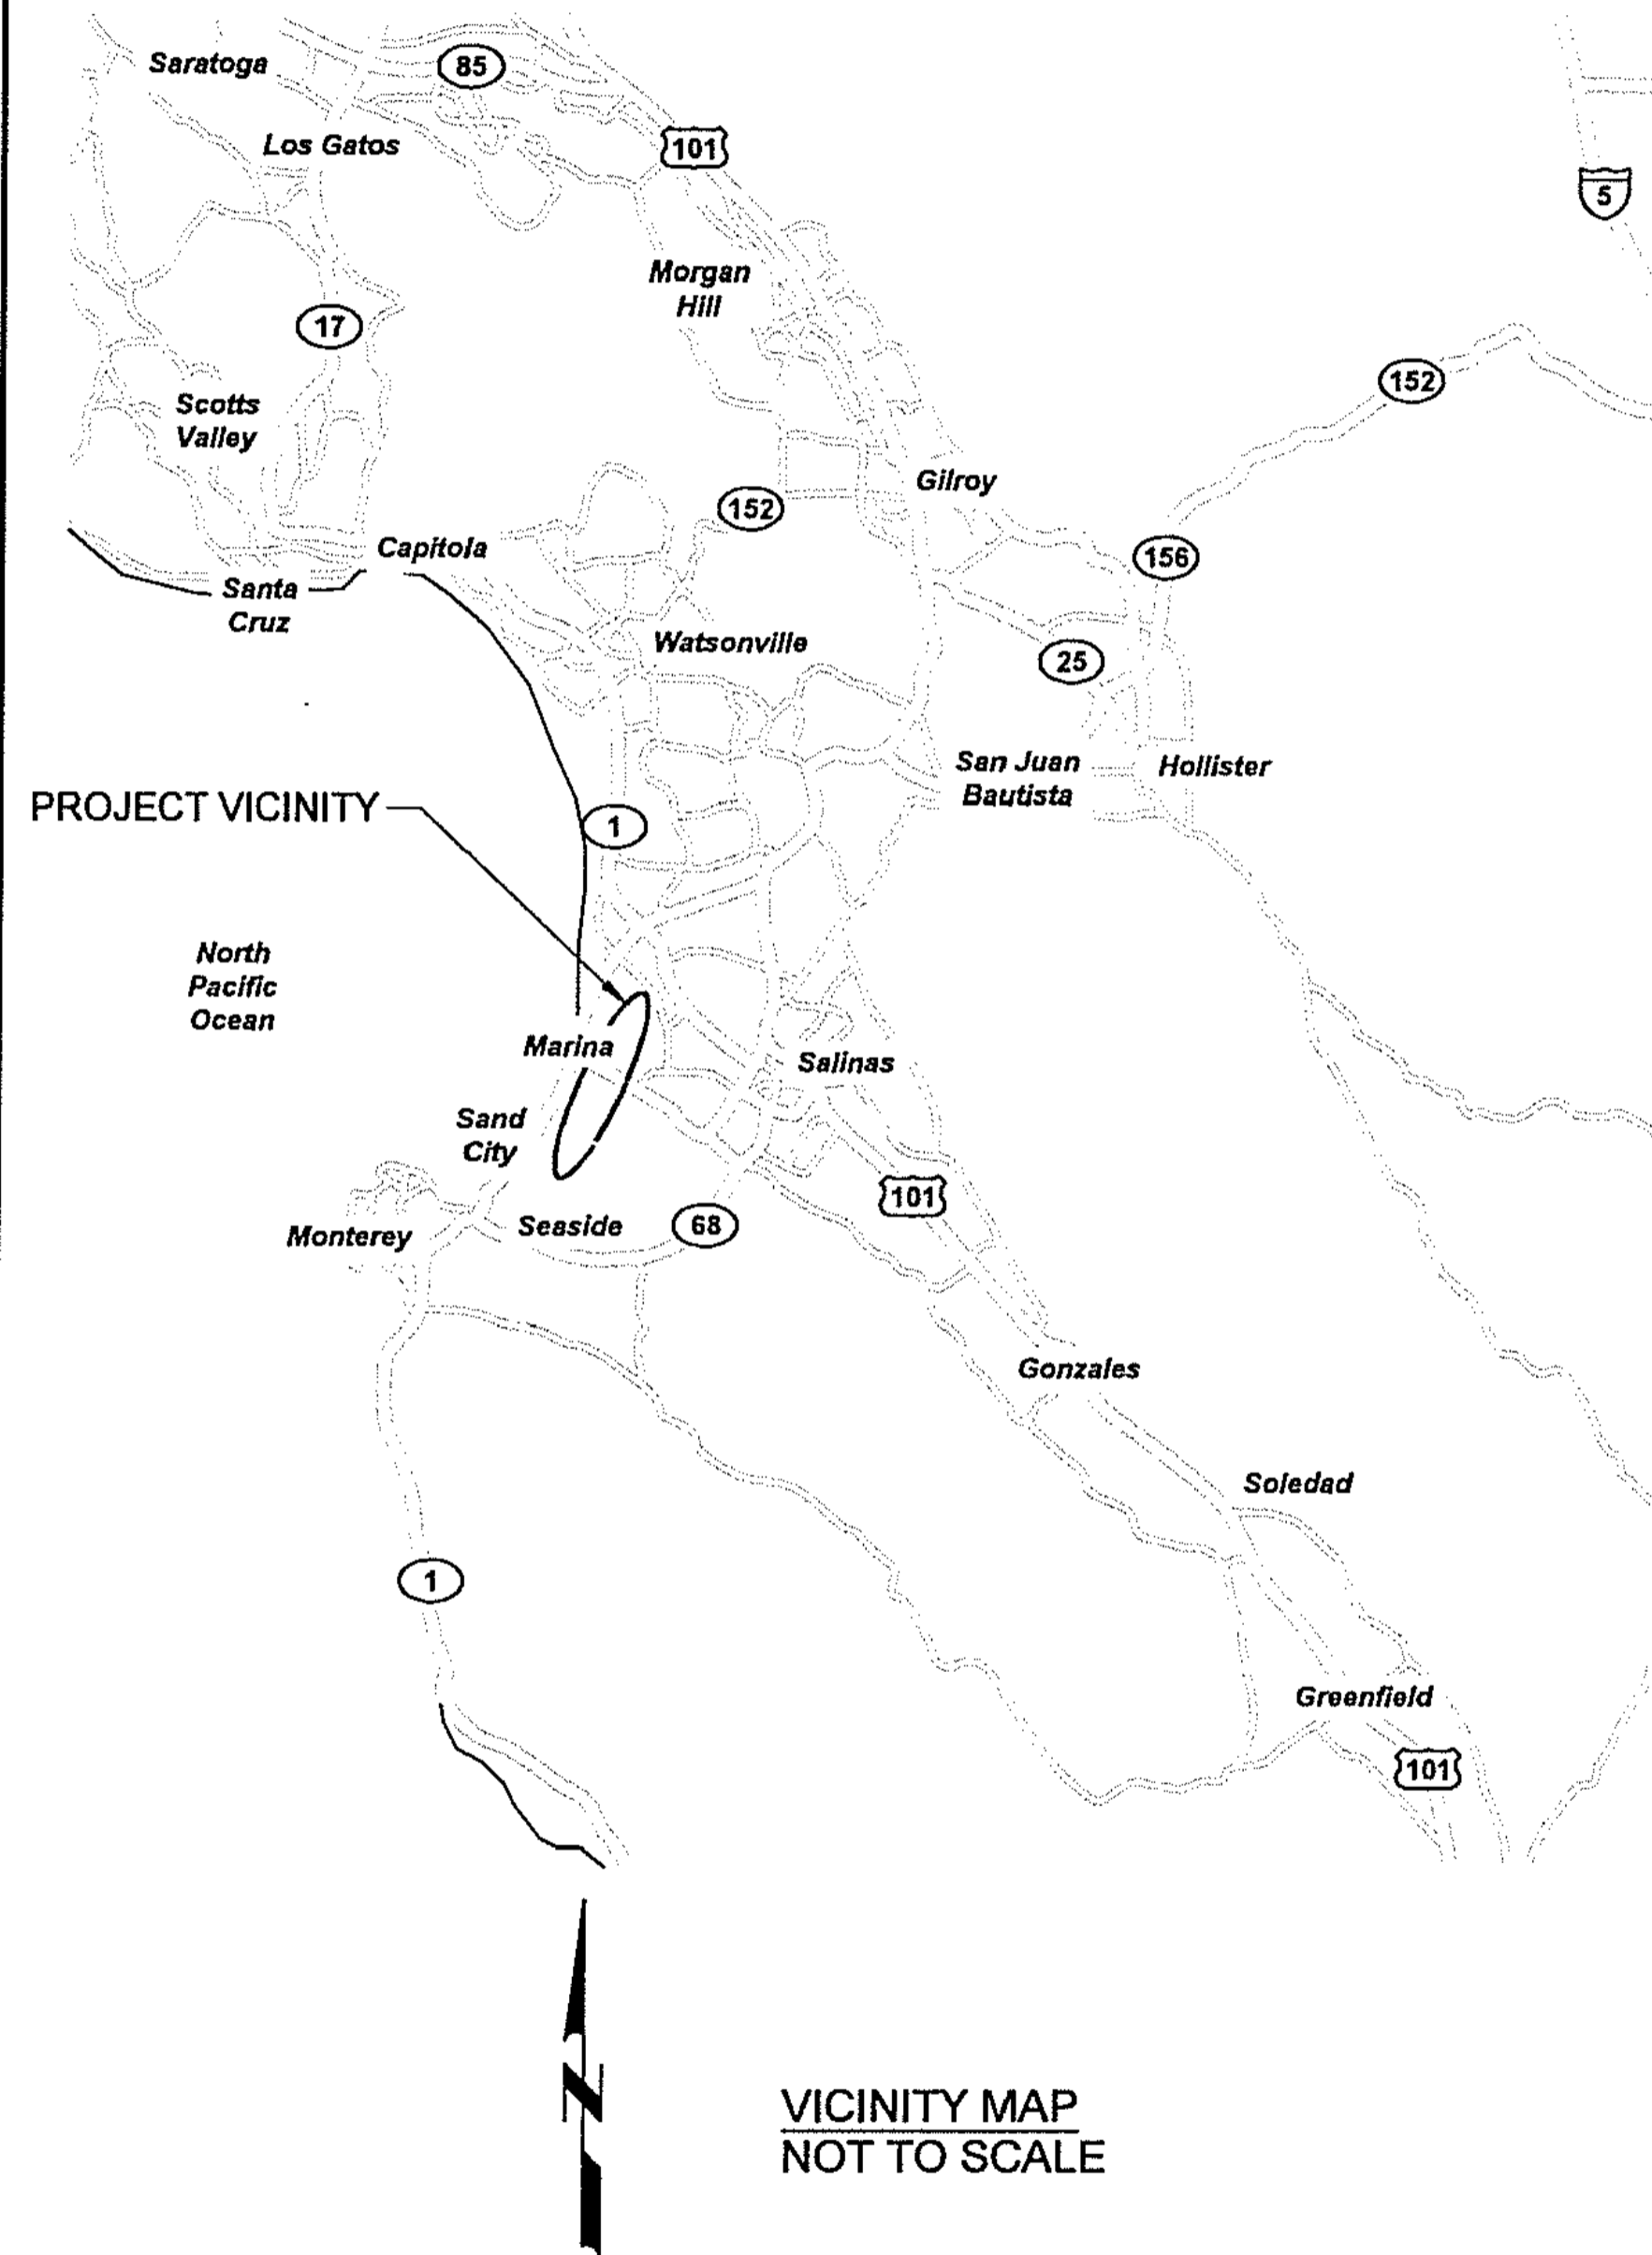 Saratoga
85
Los Gatos
101
5
Morgan
Hill
17
152
Scotts
Valley
Gilroy
152
Capitola
156
Santa
Cruz
Watsonville
25
San Juan
Bautista
Hollister
PROJECT VICINITY
1
North
Pacific
Ocean
Marina
Salinas
Sand
City
101
Monterey
Seaside
68
Gonzales
Soledad
1
Greenfield
101
N
VICINITY MAP
NOT TO SCALE